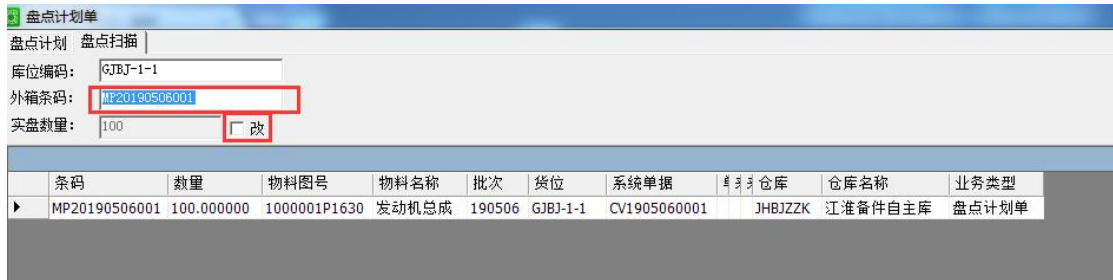 盘点计划单
盘点计划 盘点扫描
库位编码: GJBJ-1-1
外箱条码: MP20190506001
实盘数量: 100 改
条码 数量 物料图号 物料名称 批次 货位 系统单据 仓库 仓库名称 业务类型
MP20190506001 100.000000 1000001P1630 发动机总成 190506 GJBJ-1-1 CV1905060001 JHBJZZK 江淮备件自主库 盘点计划单